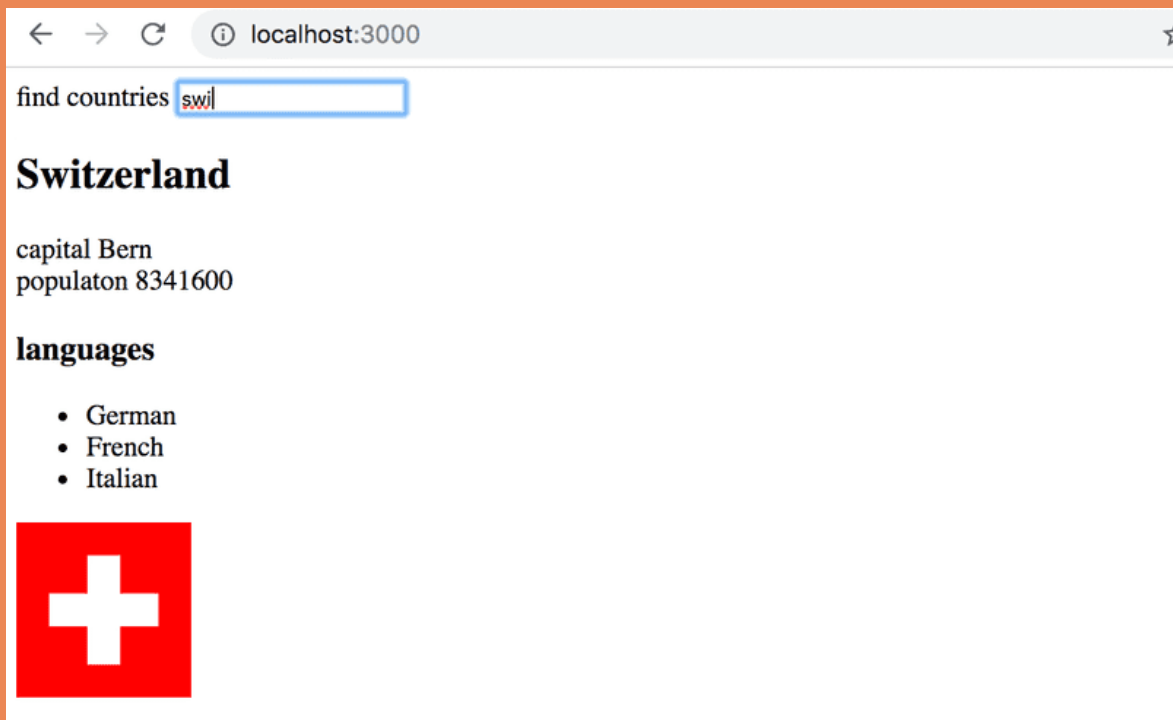 localhost:3000
find countries swi
Switzerland
capital Bern
populaton 8341600
languages
• German
• French
• Italian